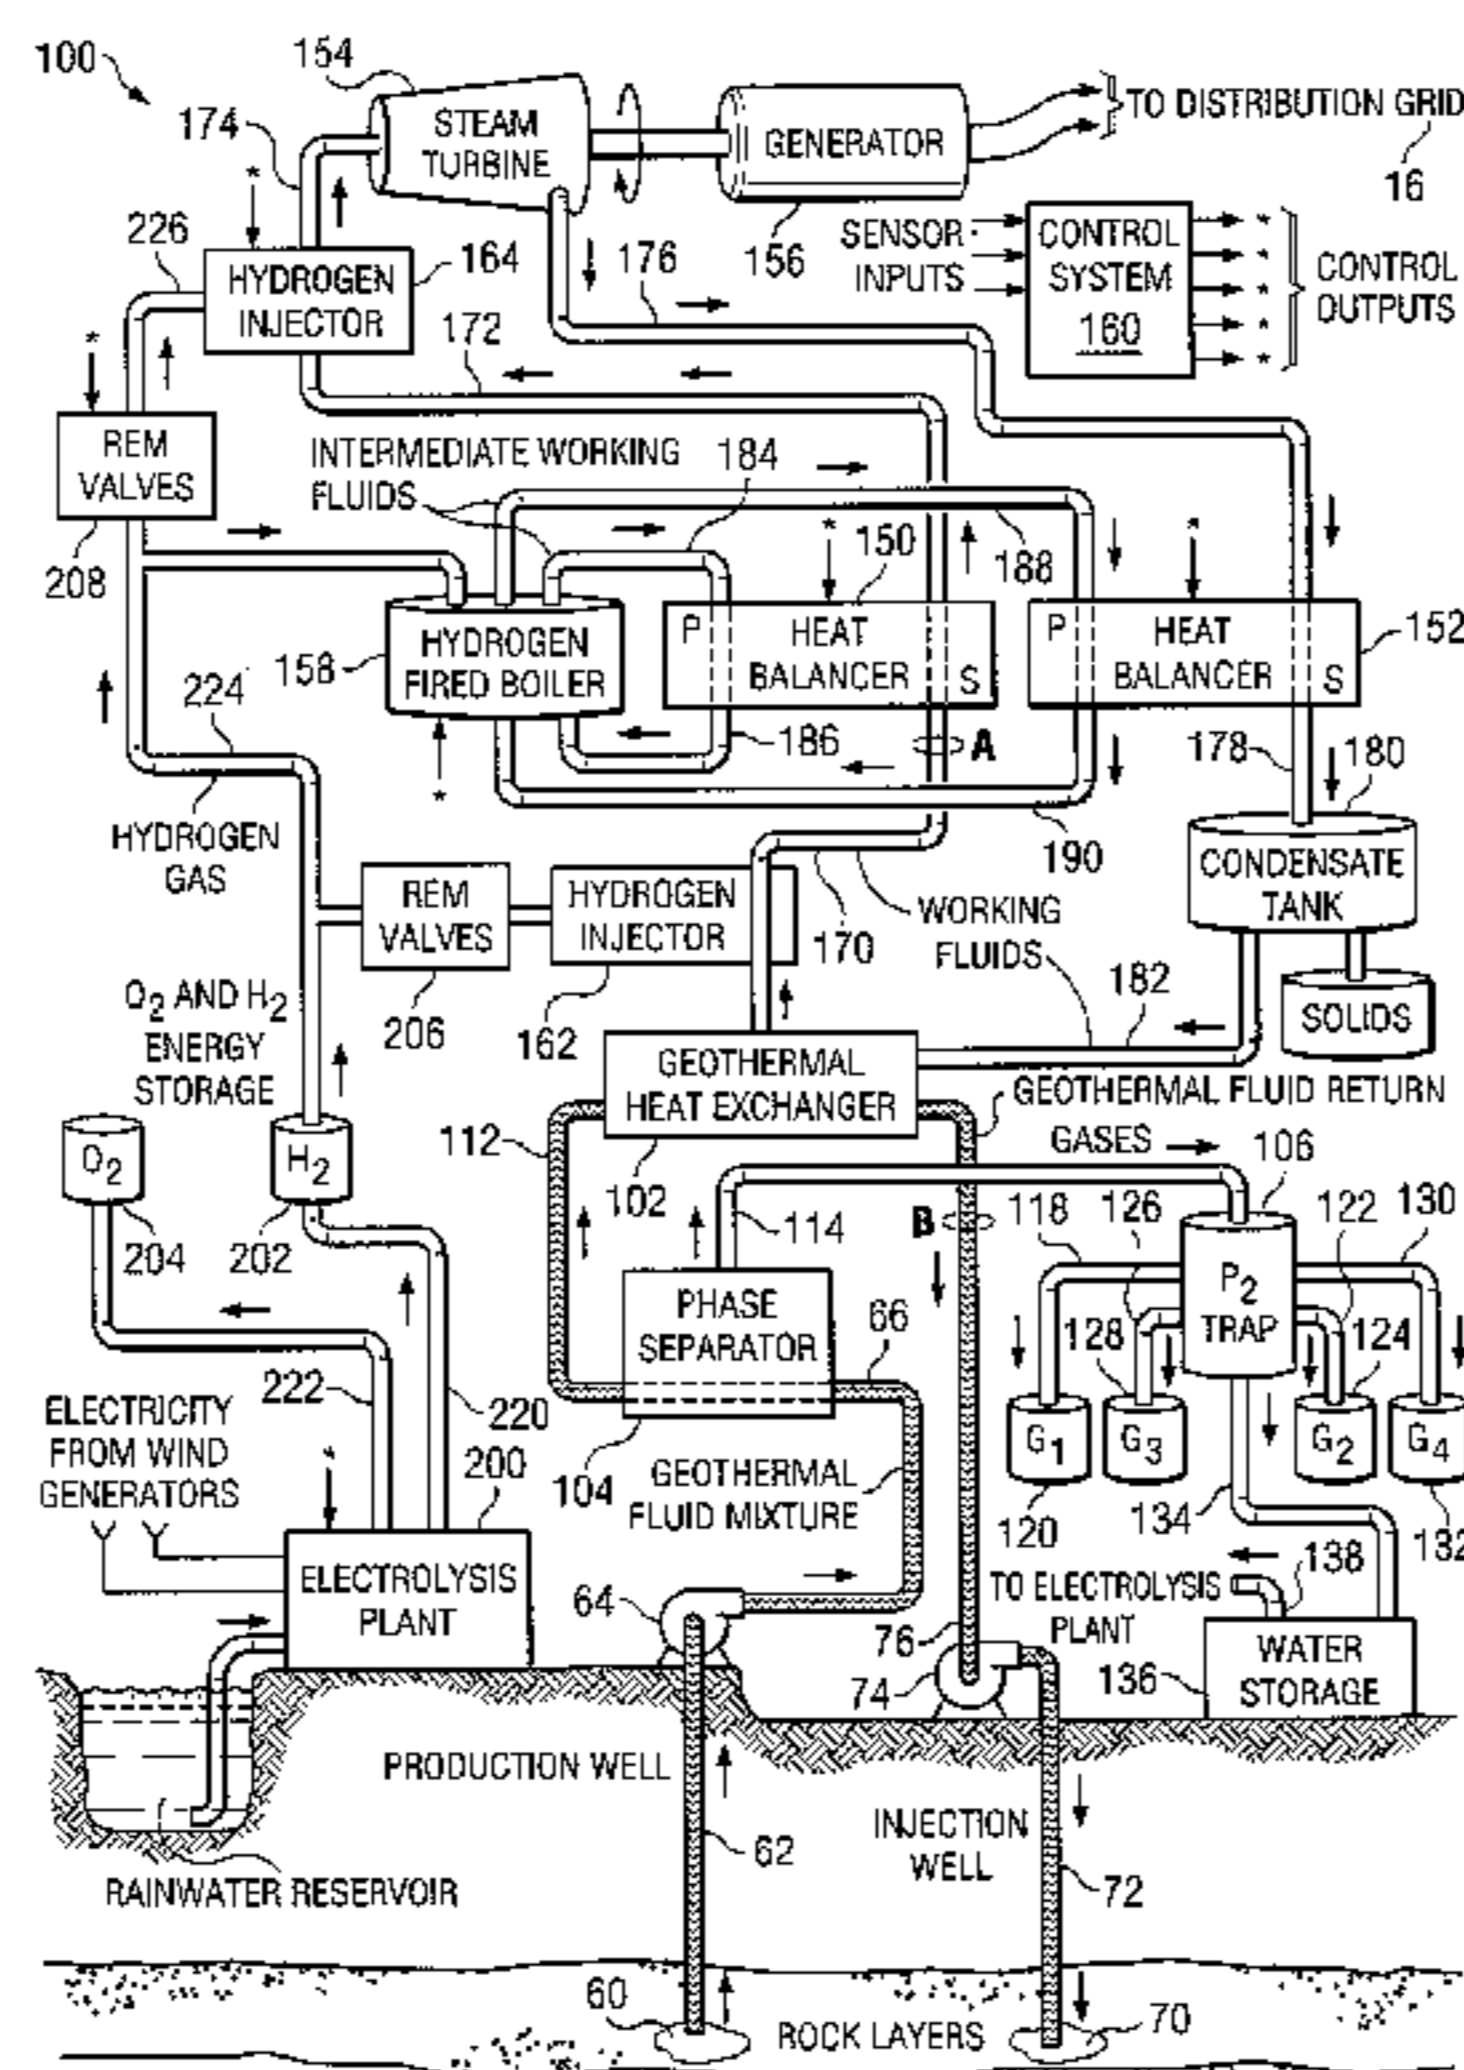 100
154
STEAM
TURBINE
GENERATOR
TO DISTRIBUTION GRID
16
174
*
156
SENSOR
INPUTS
CONTROL
SYSTEM
160
*
*
*
*
*
CONTROL
OUTPUTS
226
HYDROGEN
INJECTOR
164
176
172
*
REM
VALVES
208
INTERMEDIATE WORKING
FLUIDS
184
*
150
188
*
HYDROGEN
FIRED BOILER
158
P
HEAT
BALANCER
S
P
HEAT
BALANCER
S
152
224
186
A
*
178
180
HYDROGEN
GAS
190
CONDENSATE
TANK
REM
VALVES
206
HYDROGEN
INJECTOR
162
170
WORKING
FLUIDS
182
SOLIDS
O2 AND H2
ENERGY
STORAGE
GEOTHERMAL
HEAT EXCHANGER
102
GEOTHERMAL FLUID RETURN
O2
204
H2
202
112
GASES
106
114
B
118
126
122
130
P2
TRAP
PHASE
SEPARATOR
104
66
128
124
222
220
G1
G3
G2
G4
120
132
134
ELECTRICITY
FROM WIND
GENERATORS
*
200
GEOTHERMAL
FLUID MIXTURE
ELECTROLYSIS
PLANT
64
76
74
TO ELECTROLYSIS
PLANT
138
136
WATER
STORAGE
PRODUCTION WELL
62
INJECTION
WELL
72
RAINWATER RESERVOIR
60
ROCK LAYERS
70